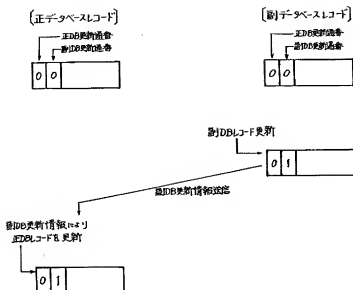 〔正データベースレコード〕
正DB更新通番
副DB更新通番
0 0
〔副データベースレコード〕
正DB更新通番
副DB更新通番
0 0
副DBレコード更新
0 1
副DB更新情報送信
副DB更新情報により
正DBレコードを更新
0 1